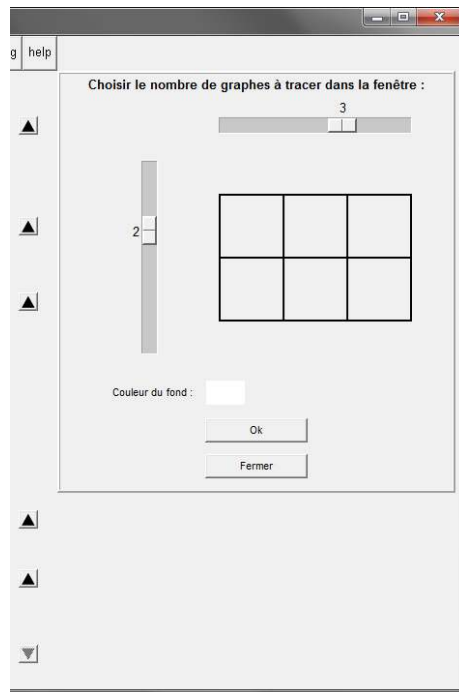 g help
Choisir le nombre de graphes à tracer dans la fenêtre :
3
2
Couleur du fond :
Ok
Fermer